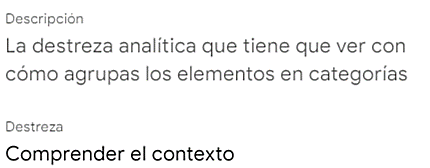 Descripción
La destreza analítica que tiene que ver con
cómo agrupas los elementos en categorías
Destreza
Comprender el contexto